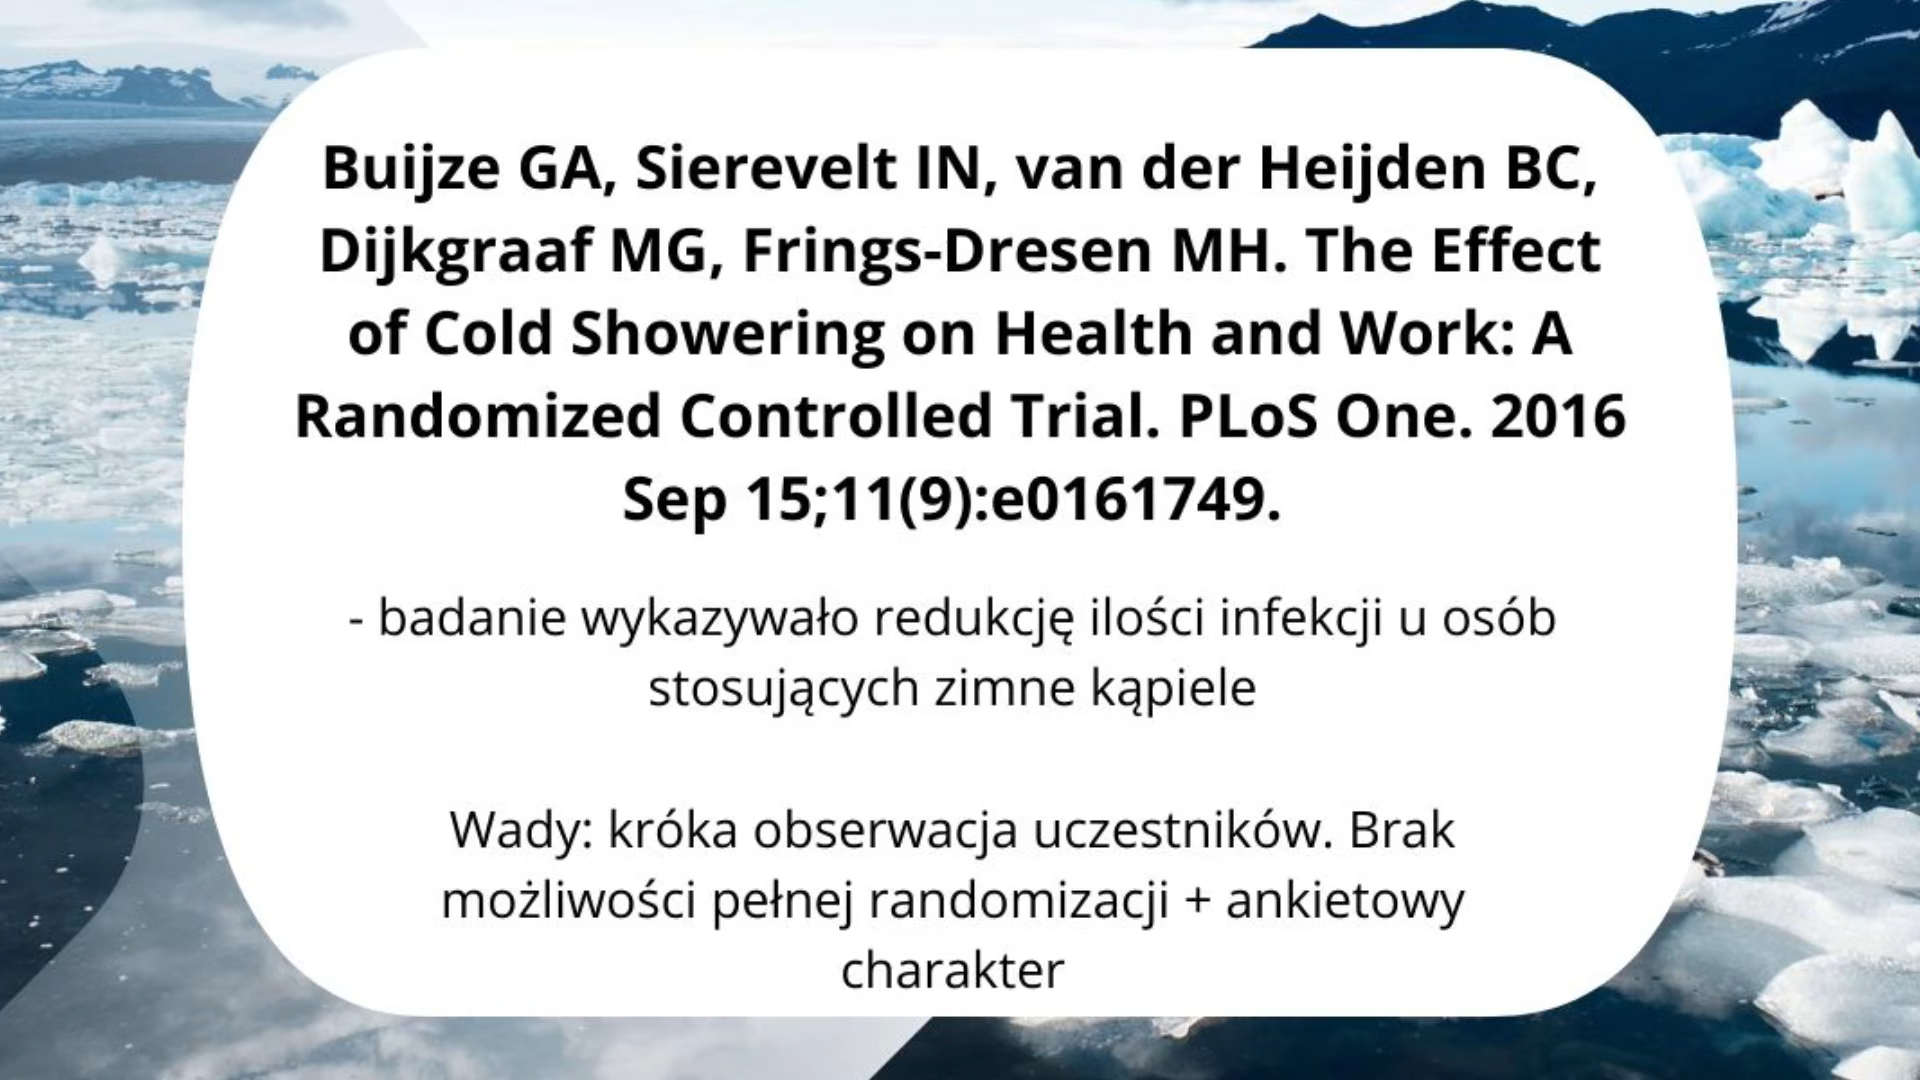 Buijze GA, Sierevelt IN, van der Heijden BC,
Dijkgraaf MG, Frings-Dresen MH. The Effect
of Cold Showering on Health and Work: A
Randomized Controlled Trial. PLoS One. 2016
Sep 15;11(9):e0161749.
- badanie wykazywało redukcję ilości infekcji u osób
stosujących zimne kąpiele
Wady: króka obserwacja uczestników. Brak
możliwości pełnej randomizacji + ankietowy
charakter